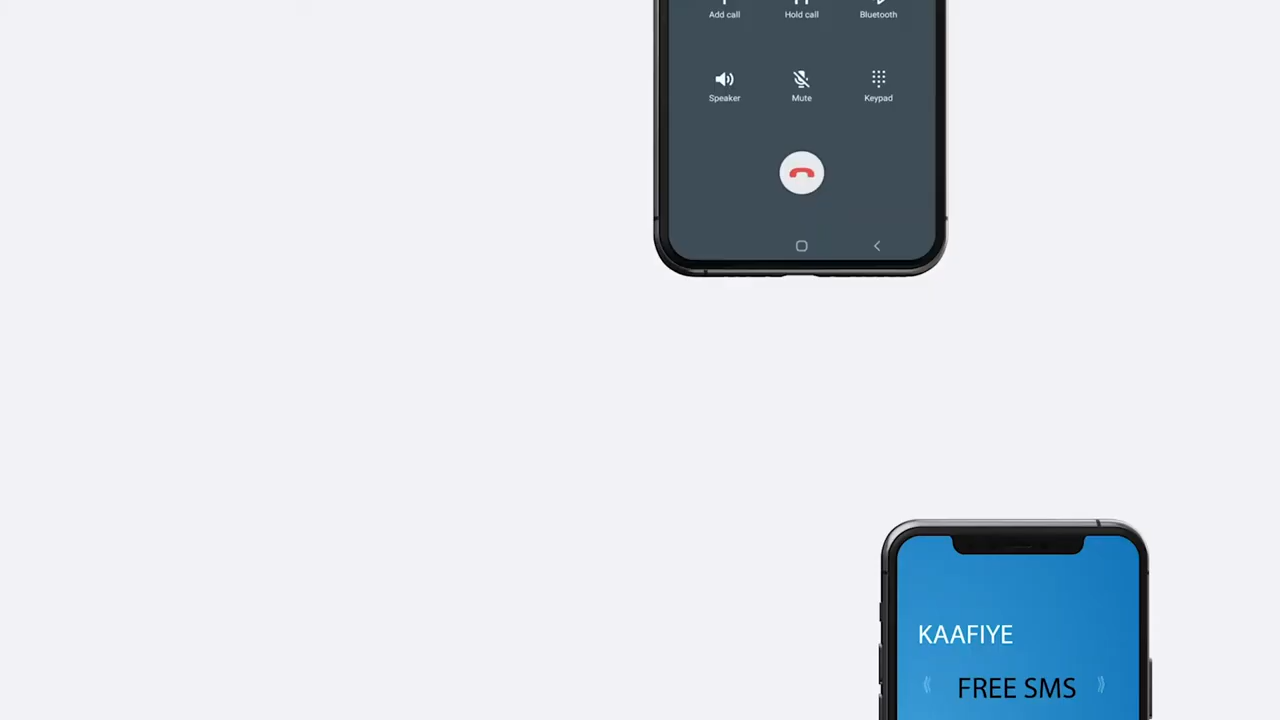 Add call Hold call Bluetooth
Speaker Mute Keypad
KAAFIYE
FREE SMS